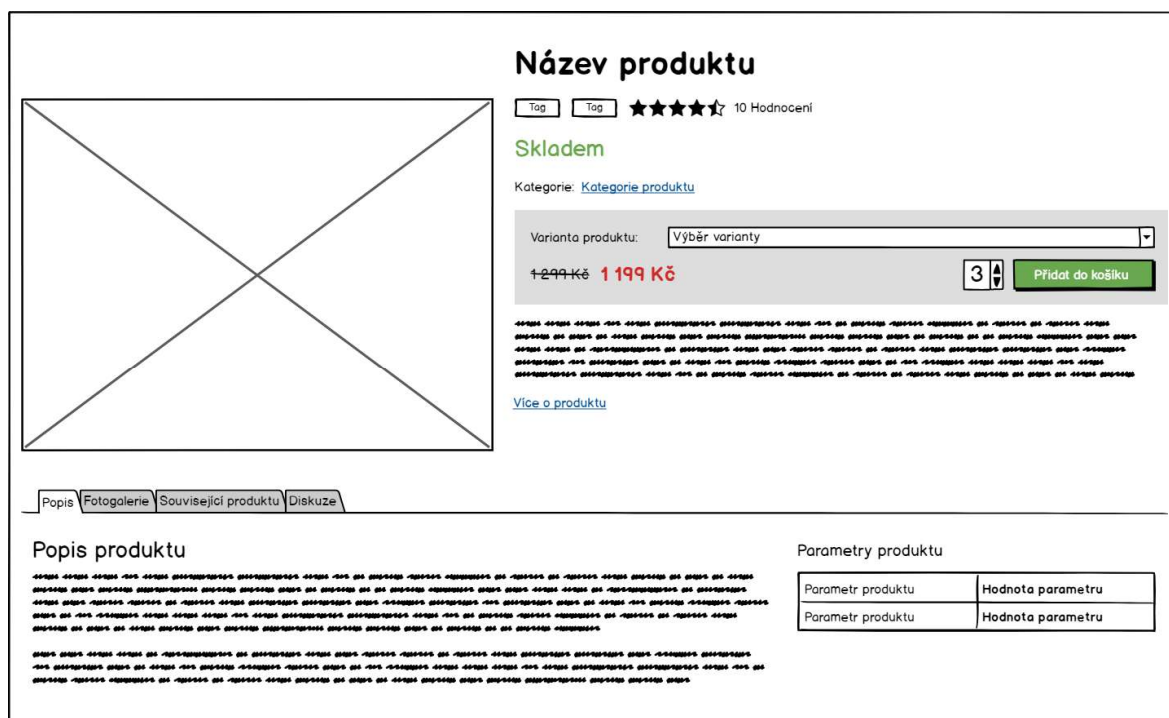 Název produktu
Tag Tag 10 Hodnocení
Skladem
Kategorie: Kategorie produktu
Varianta produktu: Výběr varianty
1 299 Kč 1 199 Kč 3 Přidat do košíku
Více o produktu
Popis Fotogalerie Související produktu Diskuze
Popis produktu
Parametry produktu
Parametr produktu Hodnota parametru
Parametr produktu Hodnota parametru